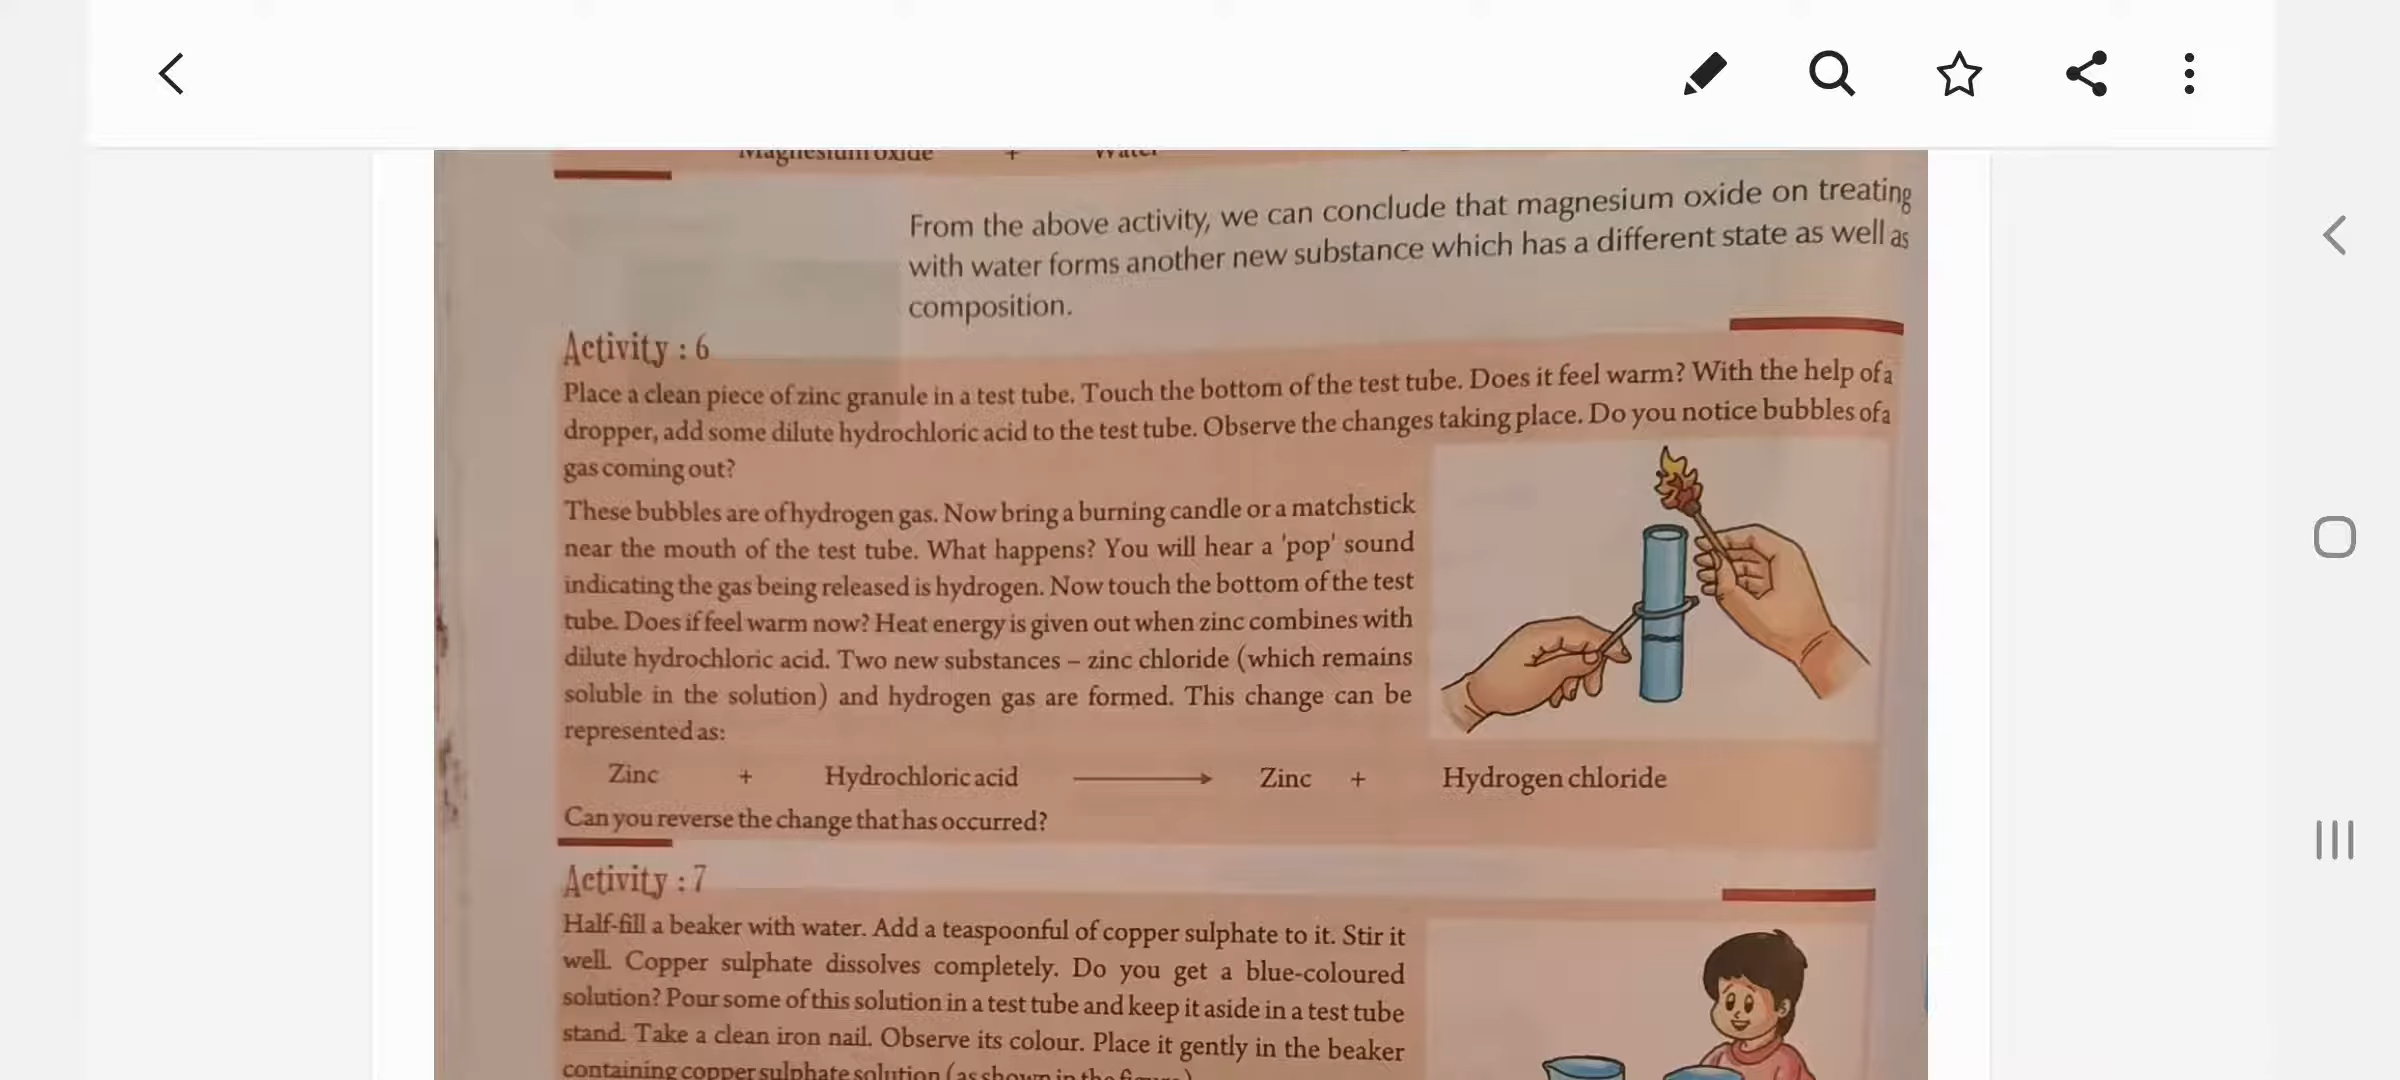 Magnesium oxide + Water
From the above activity, we can conclude that magnesium oxide on treating
with water forms another new substance which has a different state as well as
composition.
Activity : 6
Place a clean piece of zinc granule in a test tube. Touch the bottom of the test tube. Does it feel warm? With the help of a
dropper, add some dilute hydrochloric acid to the test tube. Observe the changes taking place. Do you notice bubbles of a
gas coming out?
These bubbles are of hydrogen gas. Now bring a burning candle or a matchstick
near the mouth of the test tube. What happens? You will hear a 'pop' sound
indicating the gas being released is hydrogen. Now touch the bottom of the test
tube. Does if feel warm now? Heat energy is given out when zinc combines with
dilute hydrochloric acid. Two new substances – zinc chloride (which remains
soluble in the solution) and hydrogen gas are formed. This change can be
represented as:
Zinc + Hydrochloric acid ⟶ Zinc + Hydrogen chloride
Can you reverse the change that has occurred?
Activity : 7
Half-fill a beaker with water. Add a teaspoonful of copper sulphate to it. Stir it
well. Copper sulphate dissolves completely. Do you get a blue-coloured
solution? Pour some of this solution in a test tube and keep it aside in a test tube
stand. Take a clean iron nail. Observe its colour. Place it gently in the beaker
containing copper sulphate solution (as shown in the figure).